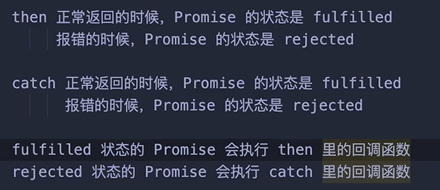 then 正常返回的时候，Promise 的状态是 fulfilled
报错的时候，Promise 的状态是 rejected
catch 正常返回的时候，Promise 的状态是 fulfilled
报错的时候，Promise 的状态是 rejected
fulfilled 状态的 Promise 会执行 then 里的回调函数
rejected 状态的 Promise 会执行 catch 里的回调函数